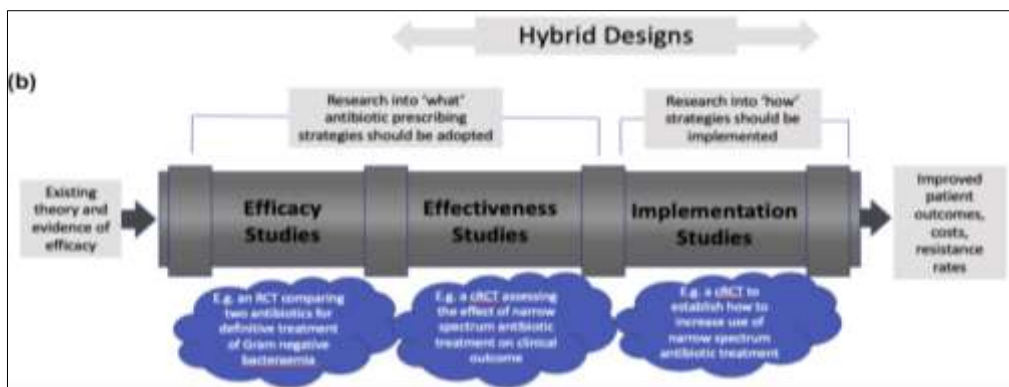 Hybrid Designs
(b)
Research into ‘what’
antibiotic prescribing
strategies should be adopted
Research into ‘how’
strategies should be
implemented
Existing
theory and
evidence of
efficacy
Efficacy
Studies
Effectiveness
Studies
Implementation
Studies
Improved
patient
outcomes,
costs,
resistance
rates
E.g. an RCT comparing
two antibiotics for
definitive treatment
of Gram negative
bacteraemia
E.g. a cRCT assessing
the effect of narrow
spectrum antibiotic
treatment on clinical
outcome
E.g. a cRCT to
establish how to
increase use of
narrow spectrum
antibiotic treatment